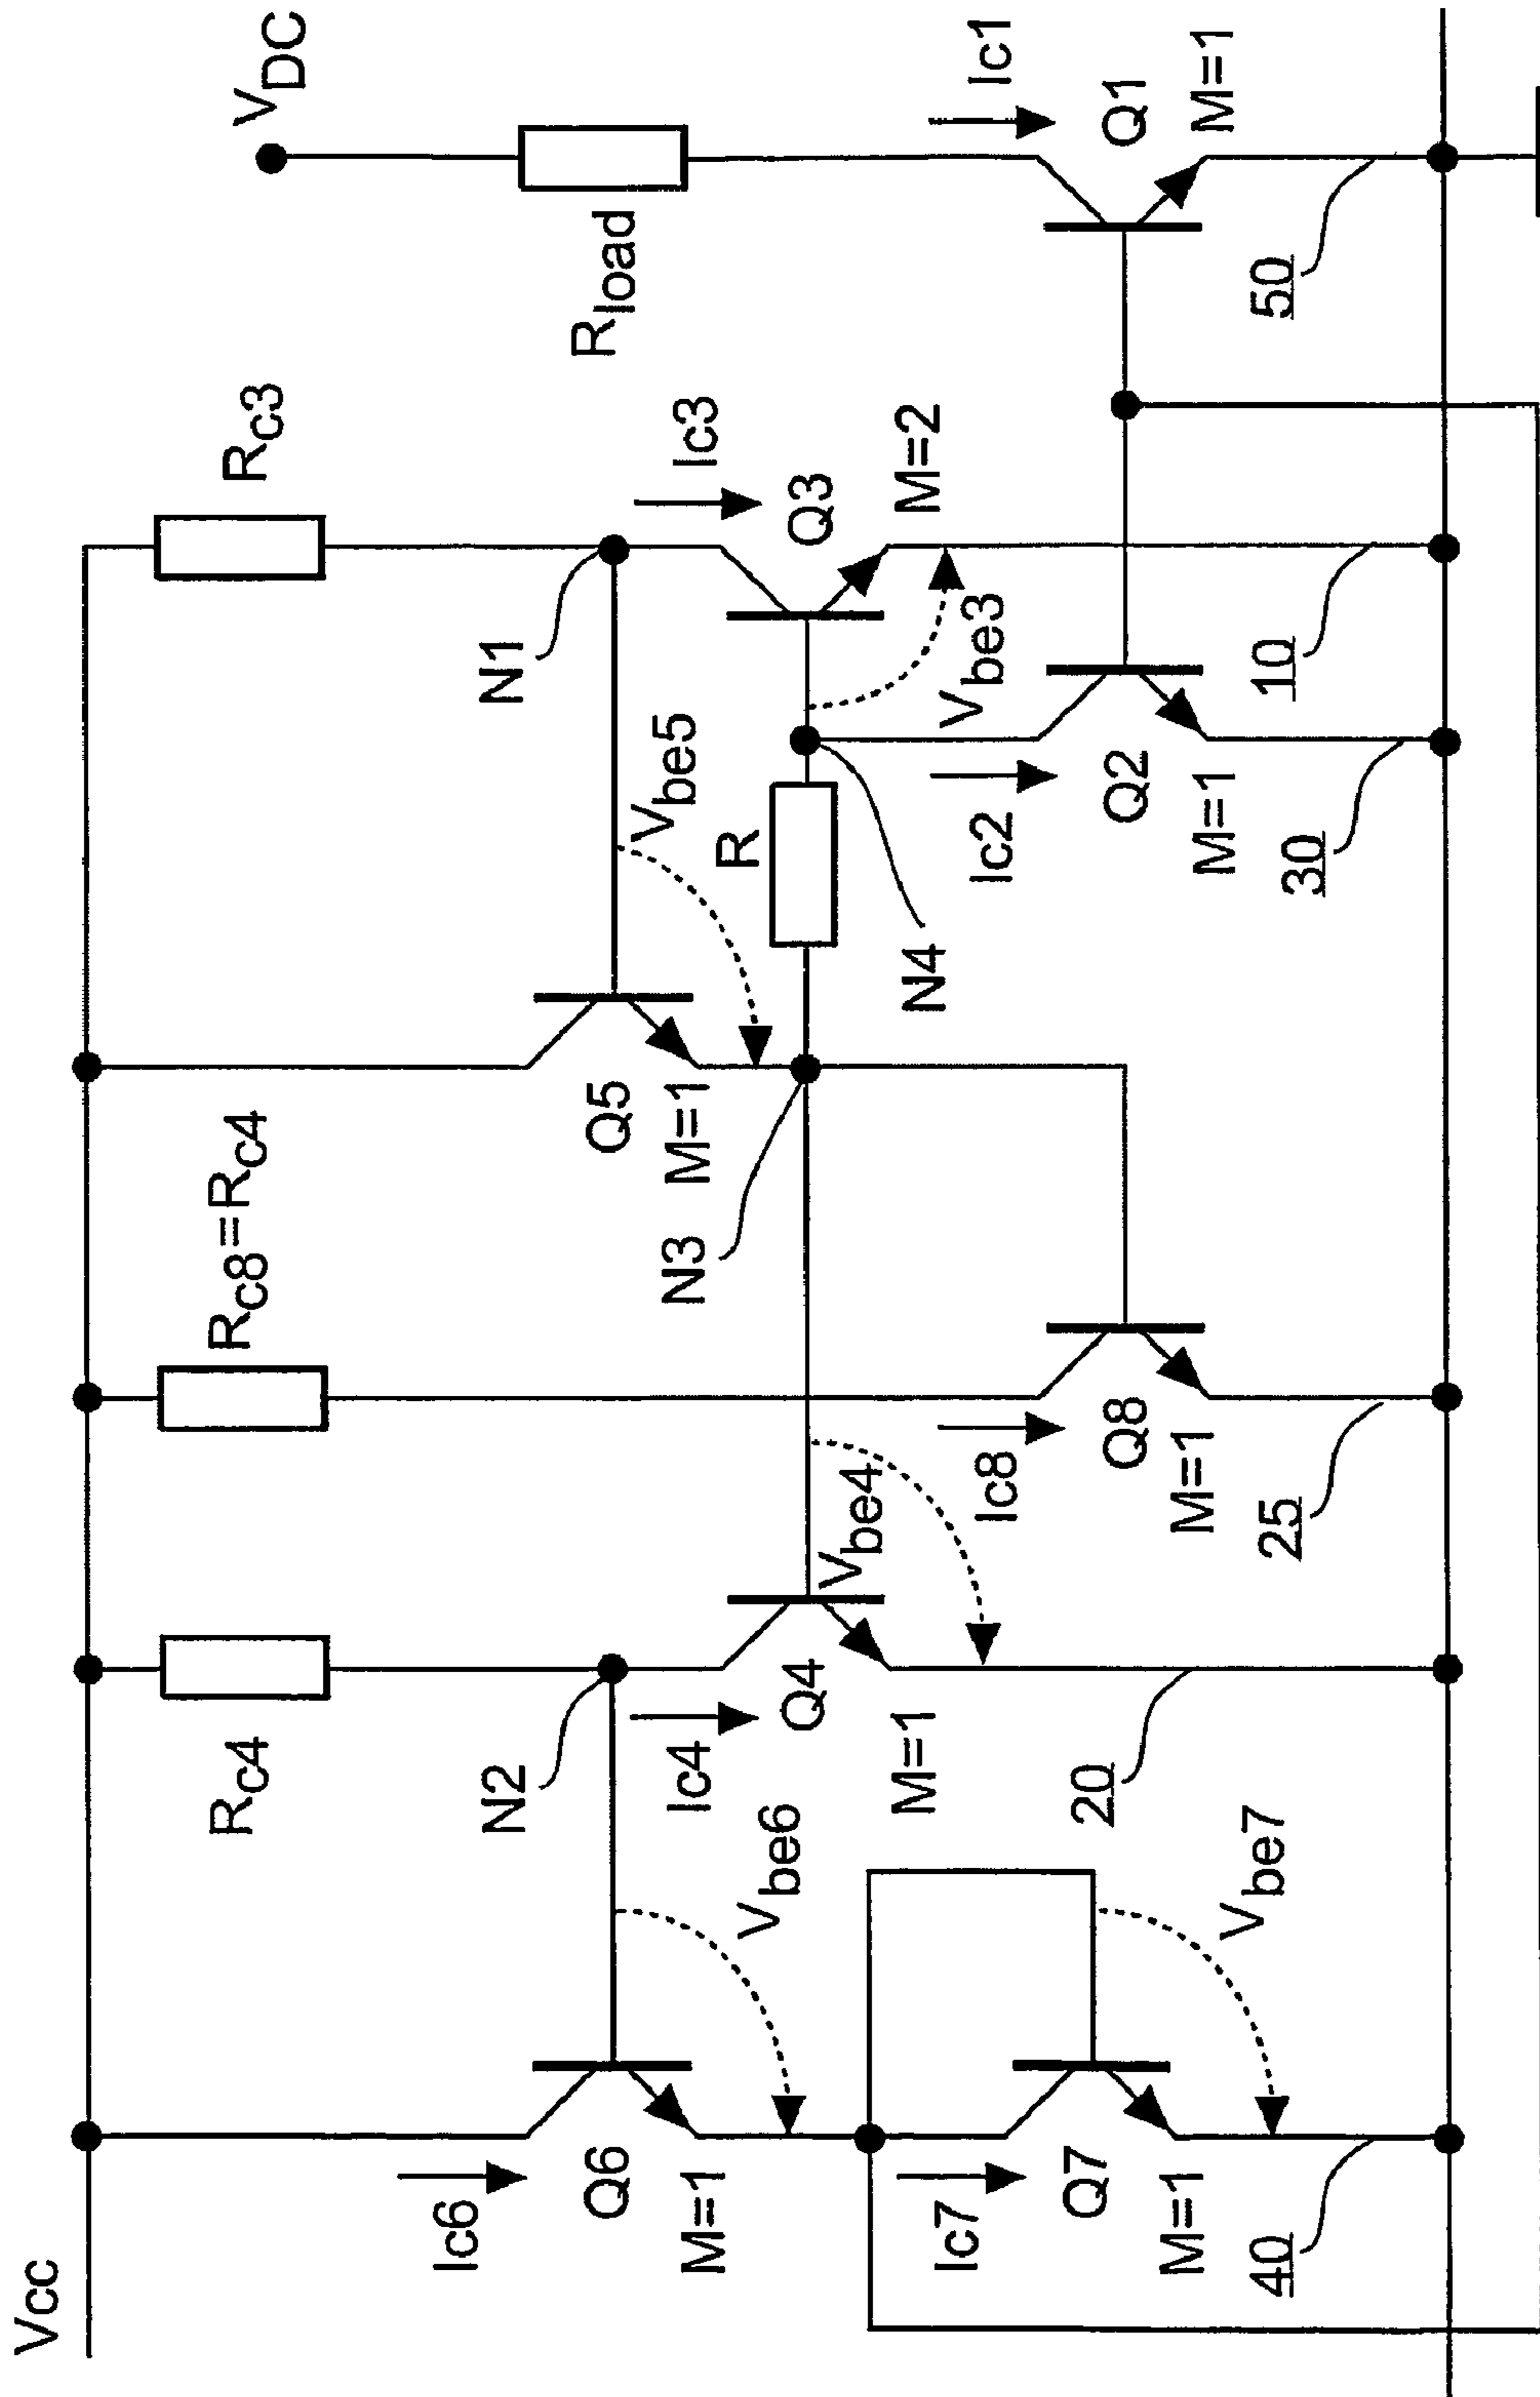 Vcc
VDC
Rc4
Rc8=Rc4
Rc3
Rload
Ic6
Q6
M=1
Vbe6
N2
Ic4
Q4
M=1
Vbe4
20
Ic7
Q7
M=1
Vbe7
40
Ic8
Q8
M=1
25
Q5
M=1
Vbe5
N3
R
N4
N1
Ic3
Q3
M=2
Vbe3
10
Ic2
Q2
M=1
30
Ic1
Q1
M=1
50